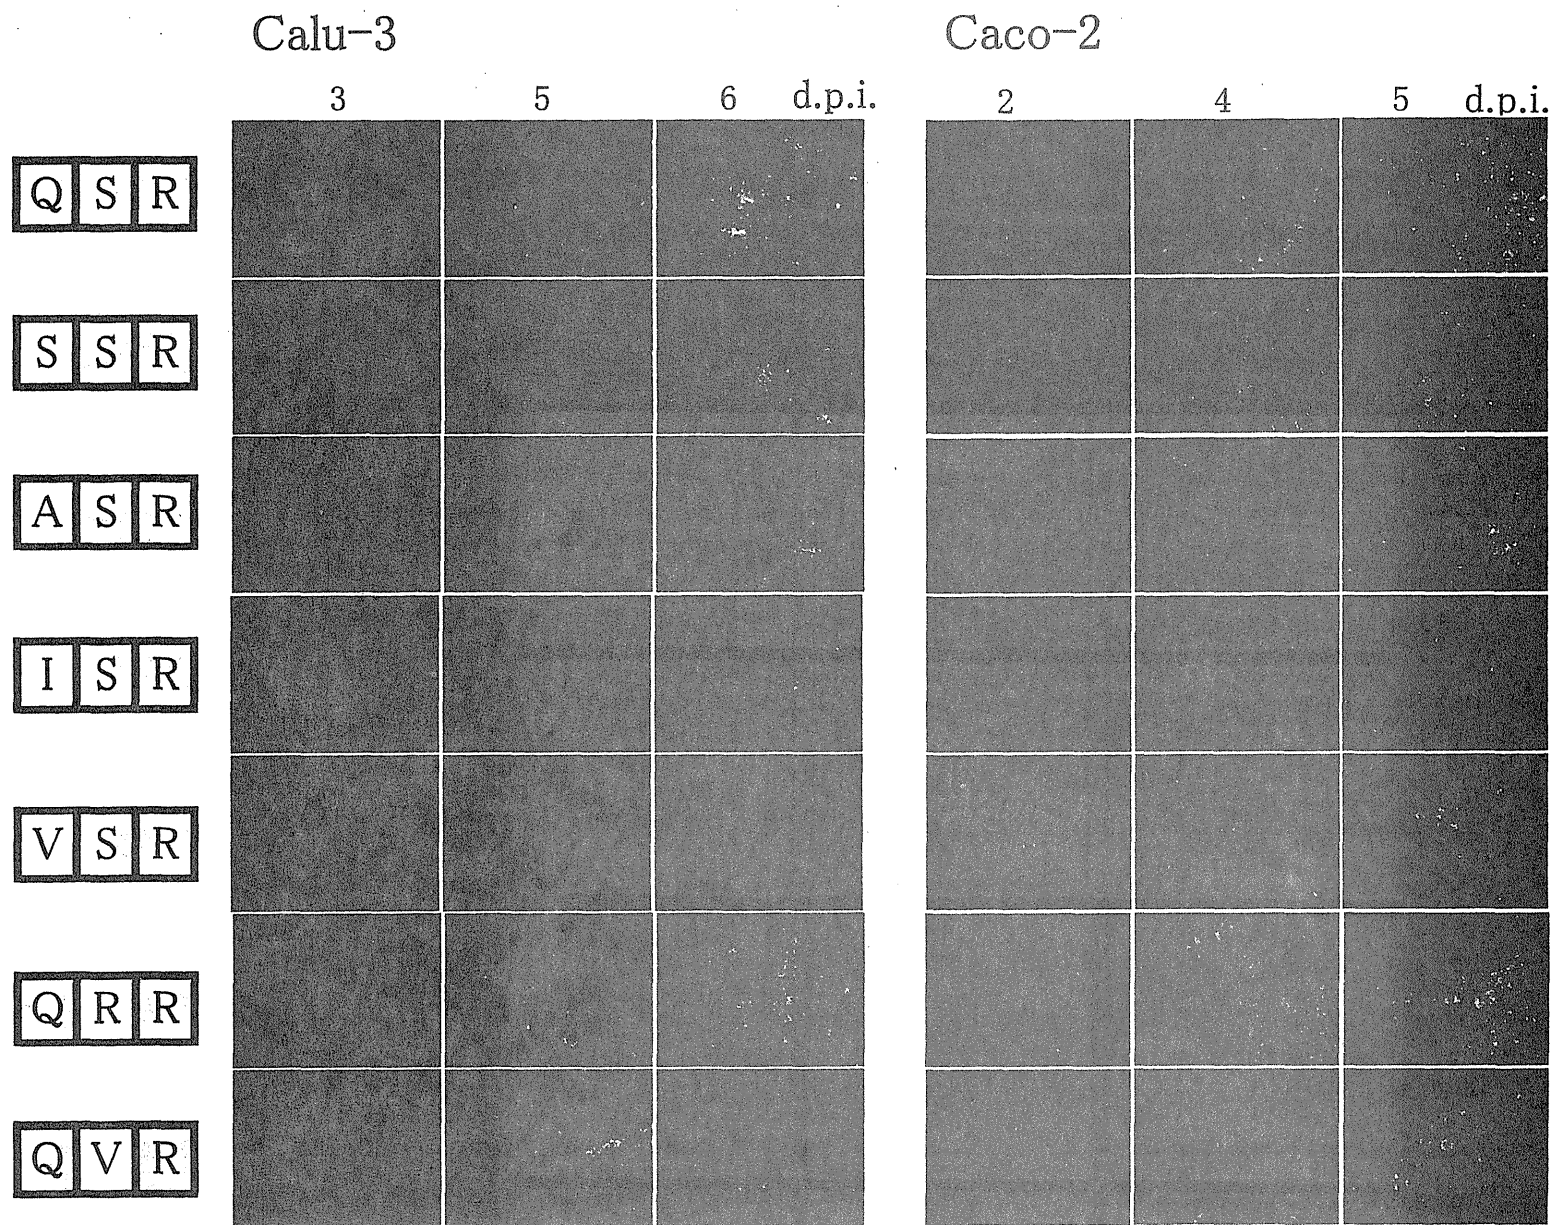 Calu-3 Caco-2
3 5 6 d.p.i. 2 4 5 d.p.i.
Q S R
S S R
A S R
I S R
V S R
Q R R
Q V R